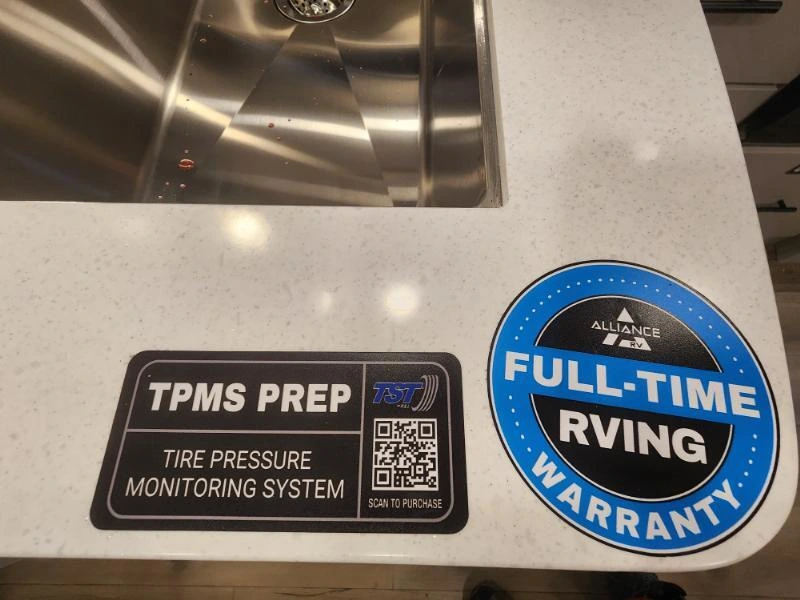 TPMS PREP
TIRE PRESSURE
MONITORING SYSTEM
TST
SCAN TO PURCHASE
ALLIANCE
RV
FULL-TIME
RVING
WARRANTY